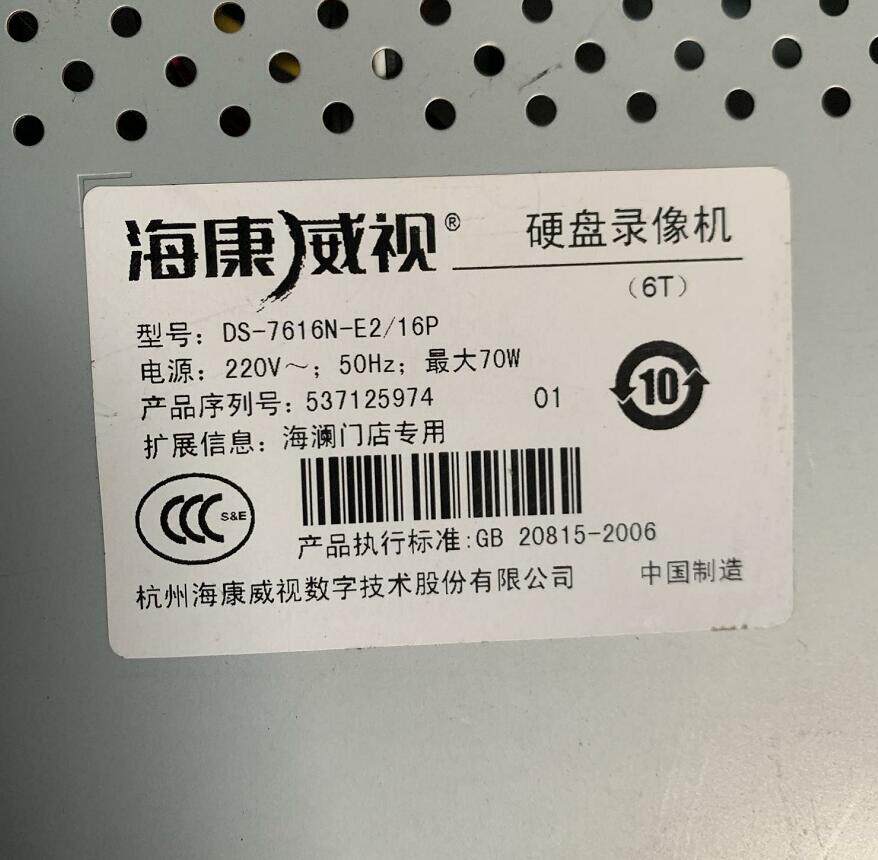 海康威视® 硬盘录像机
（6T）
型号：DS-7616N-E2/16P
电源：220V～；50Hz；最大70W
产品序列号：537125974 01
10
扩展信息：海澜门店专用
CCC S&E
产品执行标准:GB 20815-2006
杭州海康威视数字技术股份有限公司 中国制造